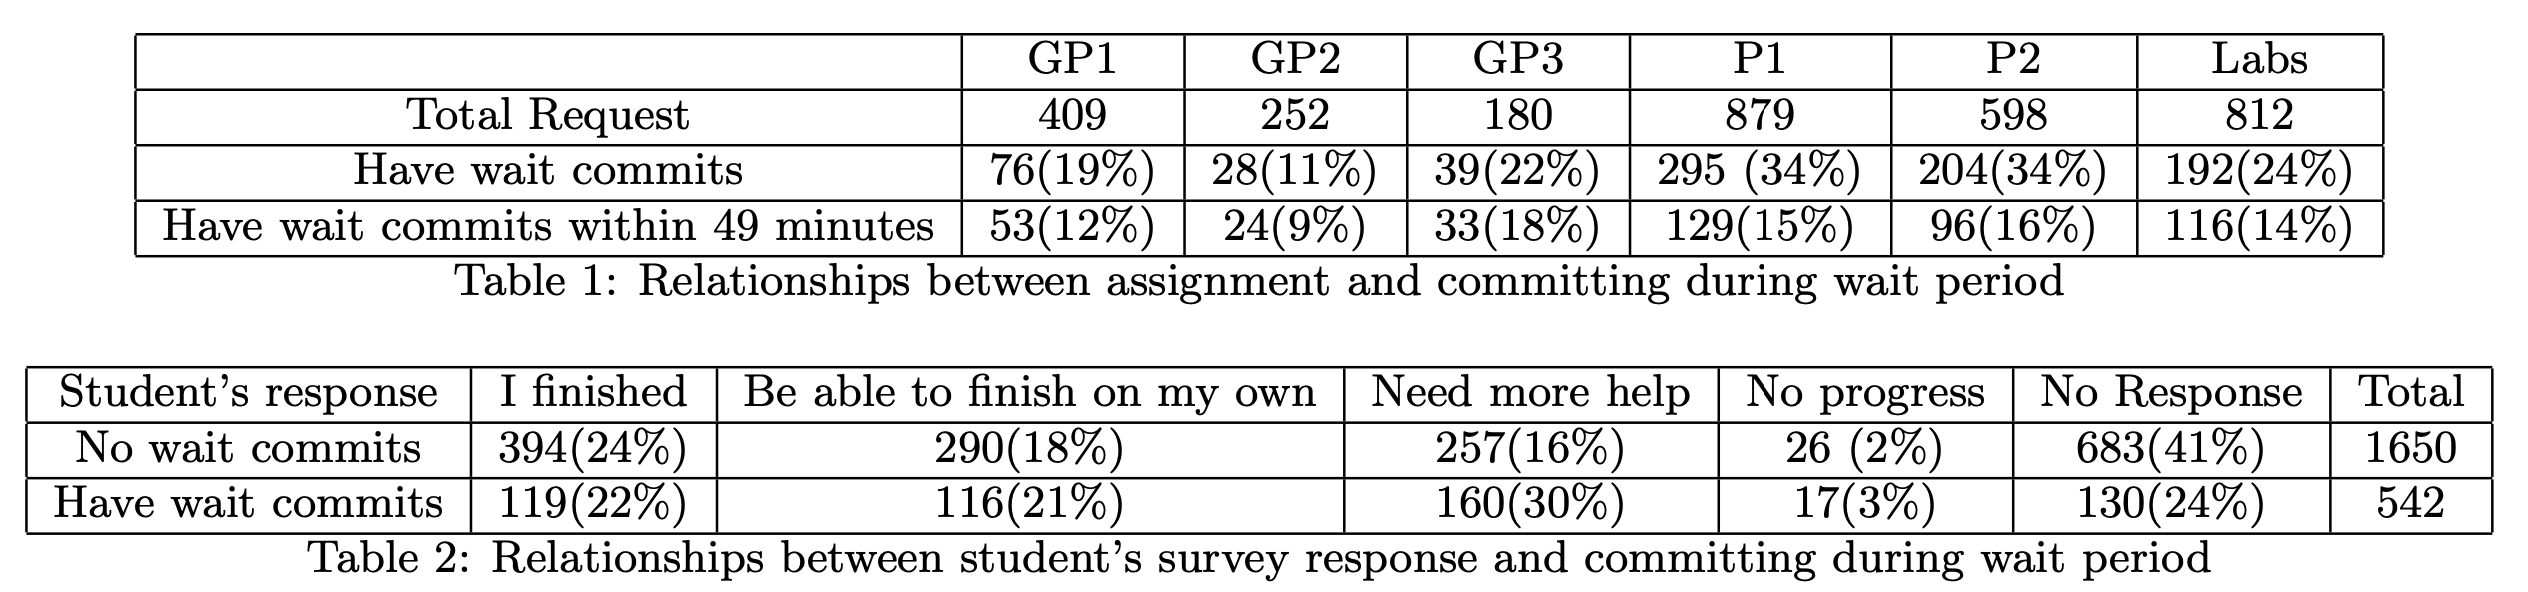 GP1 GP2 GP3 P1 P2 Labs
Total Request 409 252 180 879 598 812
Have wait commits 76(19%) 28(11%) 39(22%) 295 (34%) 204(34%) 192(24%)
Have wait commits within 49 minutes 53(12%) 24(9%) 33(18%) 129(15%) 96(16%) 116(14%)
Table 1: Relationships between assignment and committing during wait period
Student's response I finished Be able to finish on my own Need more help No progress No Response Total
No wait commits 394(24%) 290(18%) 257(16%) 26 (2%) 683(41%) 1650
Have wait commits 119(22%) 116(21%) 160(30%) 17(3%) 130(24%) 542
Table 2: Relationships between student's survey response and committing during wait period